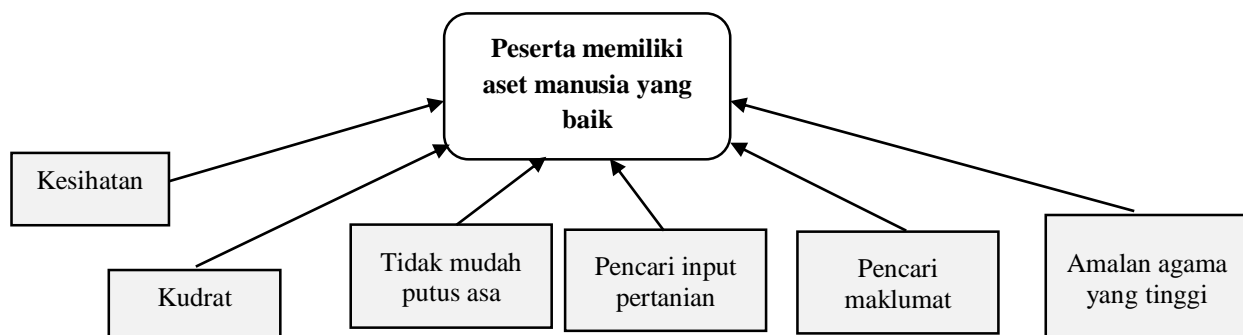 Peserta memiliki
aset manusia yang
baik
Kesihatan
Kudrat
Tidak mudah
putus asa
Pencari input
pertanian
Pencari
maklumat
Amalan agama
yang tinggi